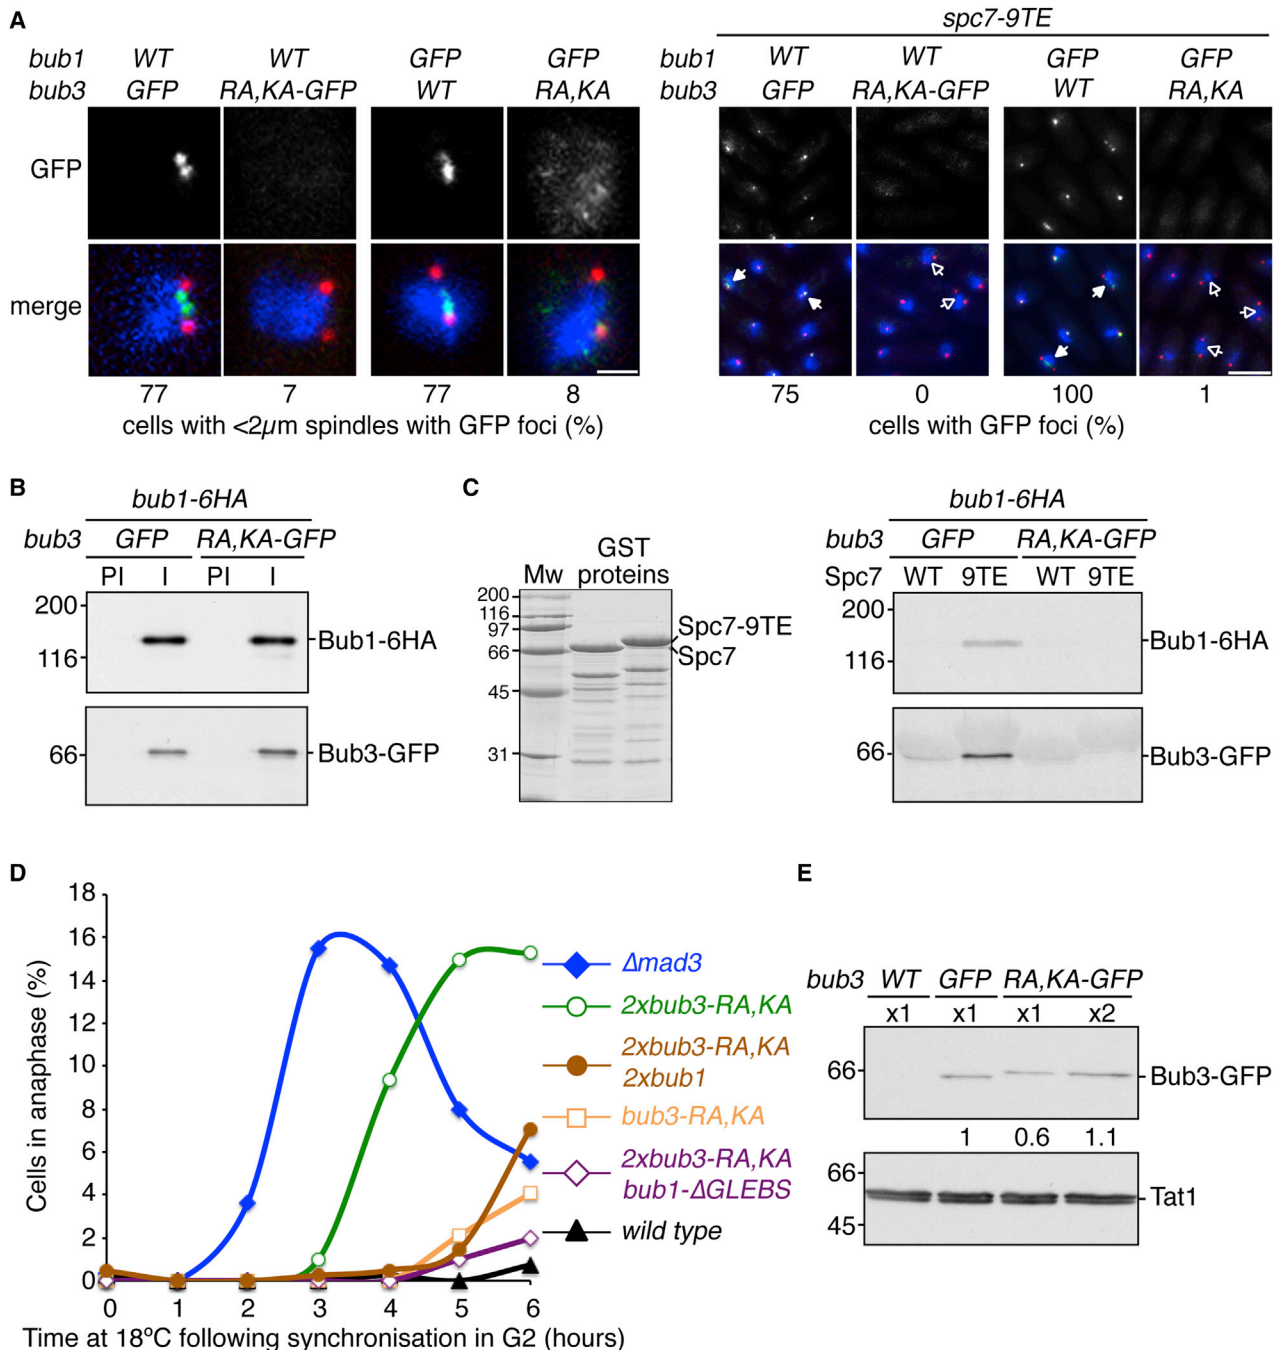 A
spc7-9TE
bub1 WT WT GFP GFP WT WT GFP GFP
bub3 GFP RA,KA-GFP WT RA,KA GFP RA,KA-GFP WT RA,KA
GFP
merge
77 7 77 8 75 0 100 1
cells with <2µm spindles with GFP foci (%) cells with GFP foci (%)
B
bub1-6HA
bub3 GFP RA,KA-GFP
PI I PI I
200
116
Bub1-6HA
66
Bub3-GFP
C
GST
Mw proteins
200
116
97
66
45
31
Spc7-9TE
Spc7
bub1-6HA
bub3 GFP RA,KA-GFP
Spc7 WT 9TE WT 9TE
200
116
Bub1-6HA
66
Bub3-GFP
D
Cells in anaphase (%)
18
16
14
12
10
8
6
4
2
0
0 1 2 3 4 5 6
Time at 18ºC following synchronisation in G2 (hours)
Δmad3
2xbub3-RA,KA
2xbub3-RA,KA
2xbub1
bub3-RA,KA
2xbub3-RA,KA
bub1-ΔGLEBS
wild type
E
bub3 WT GFP RA,KA-GFP
x1 x1 x1 x2
66
Bub3-GFP
1 0.6 1.1
66
45
Tat1